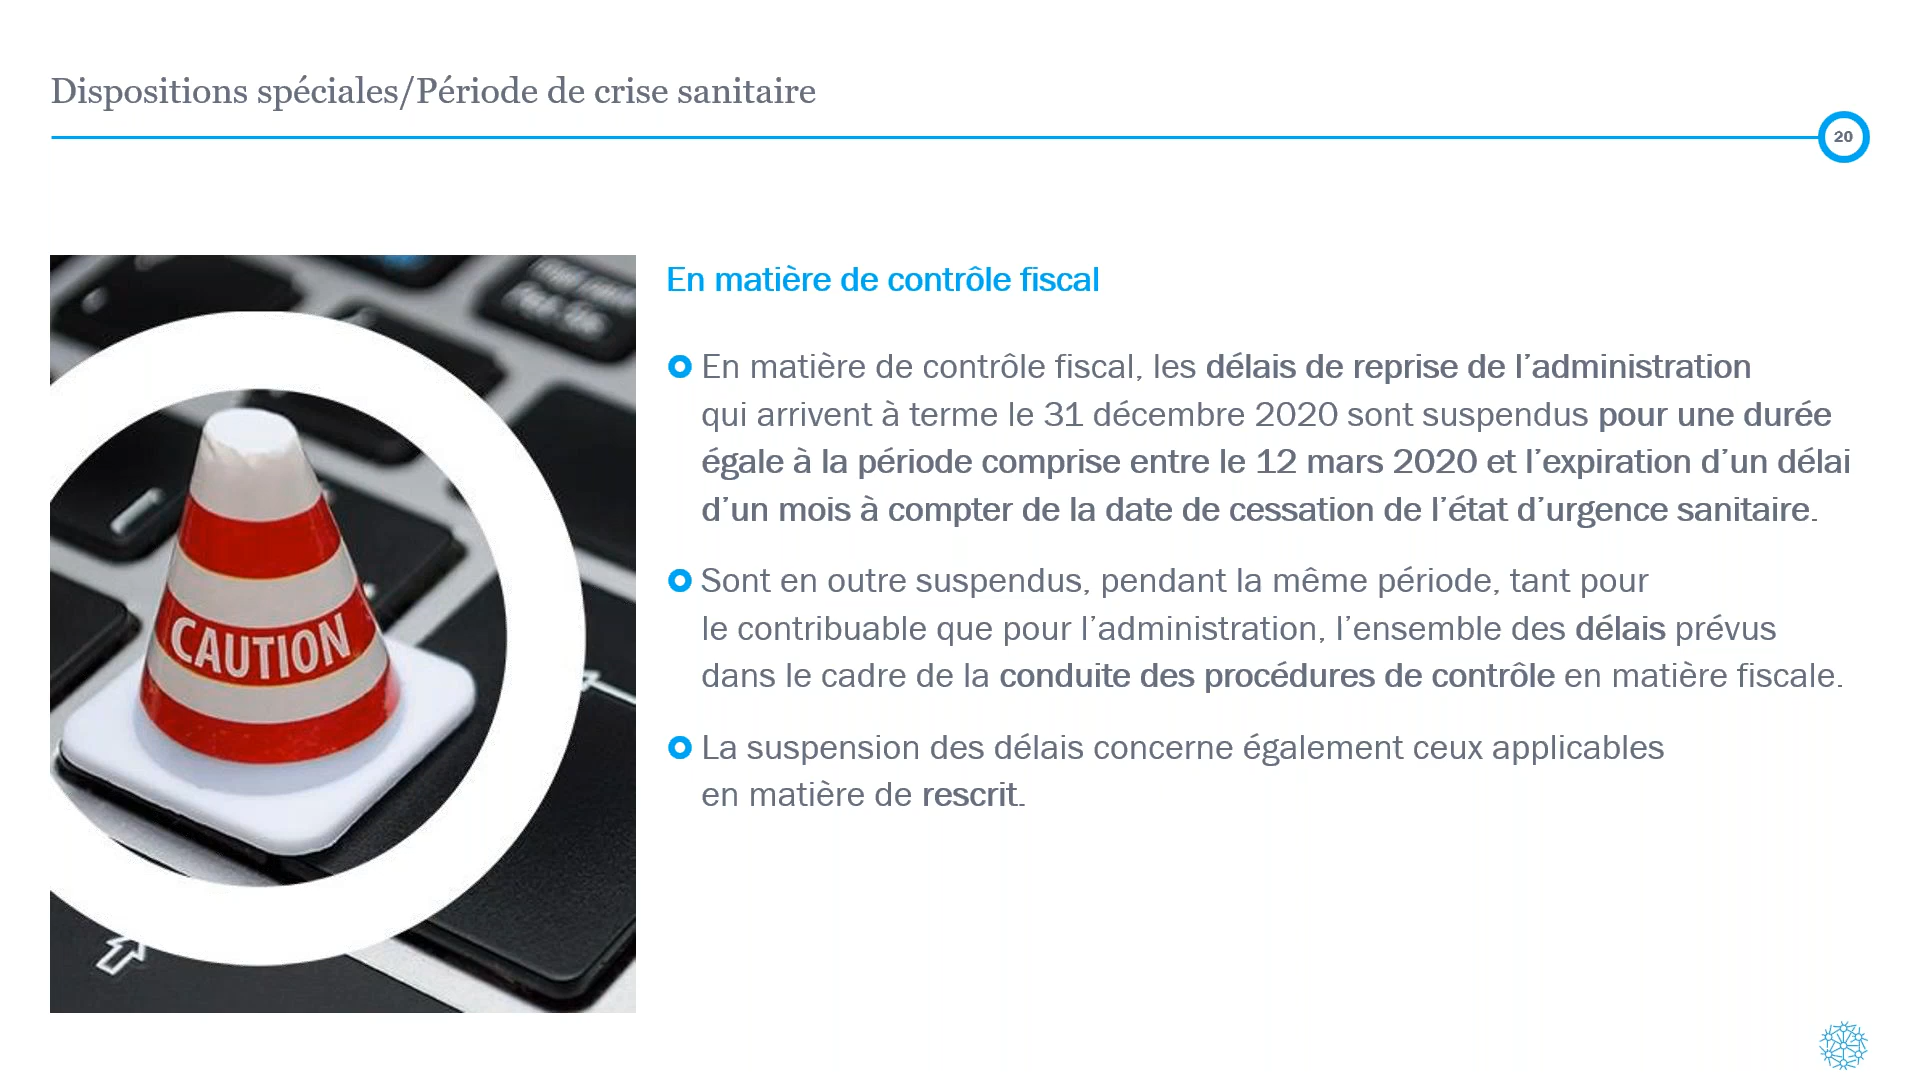 Dispositions spéciales/Période de crise sanitaire
20
En matière de contrôle fiscal
En matière de contrôle fiscal, les délais de reprise de l’administration
qui arrivent à terme le 31 décembre 2020 sont suspendus pour une durée
égale à la période comprise entre le 12 mars 2020 et l’expiration d’un délai
d’un mois à compter de la date de cessation de l’état d’urgence sanitaire.
Sont en outre suspendus, pendant la même période, tant pour
le contribuable que pour l’administration, l’ensemble des délais prévus
dans le cadre de la conduite des procédures de contrôle en matière fiscale.
La suspension des délais concerne également ceux applicables
en matière de rescrit.
CAUTION